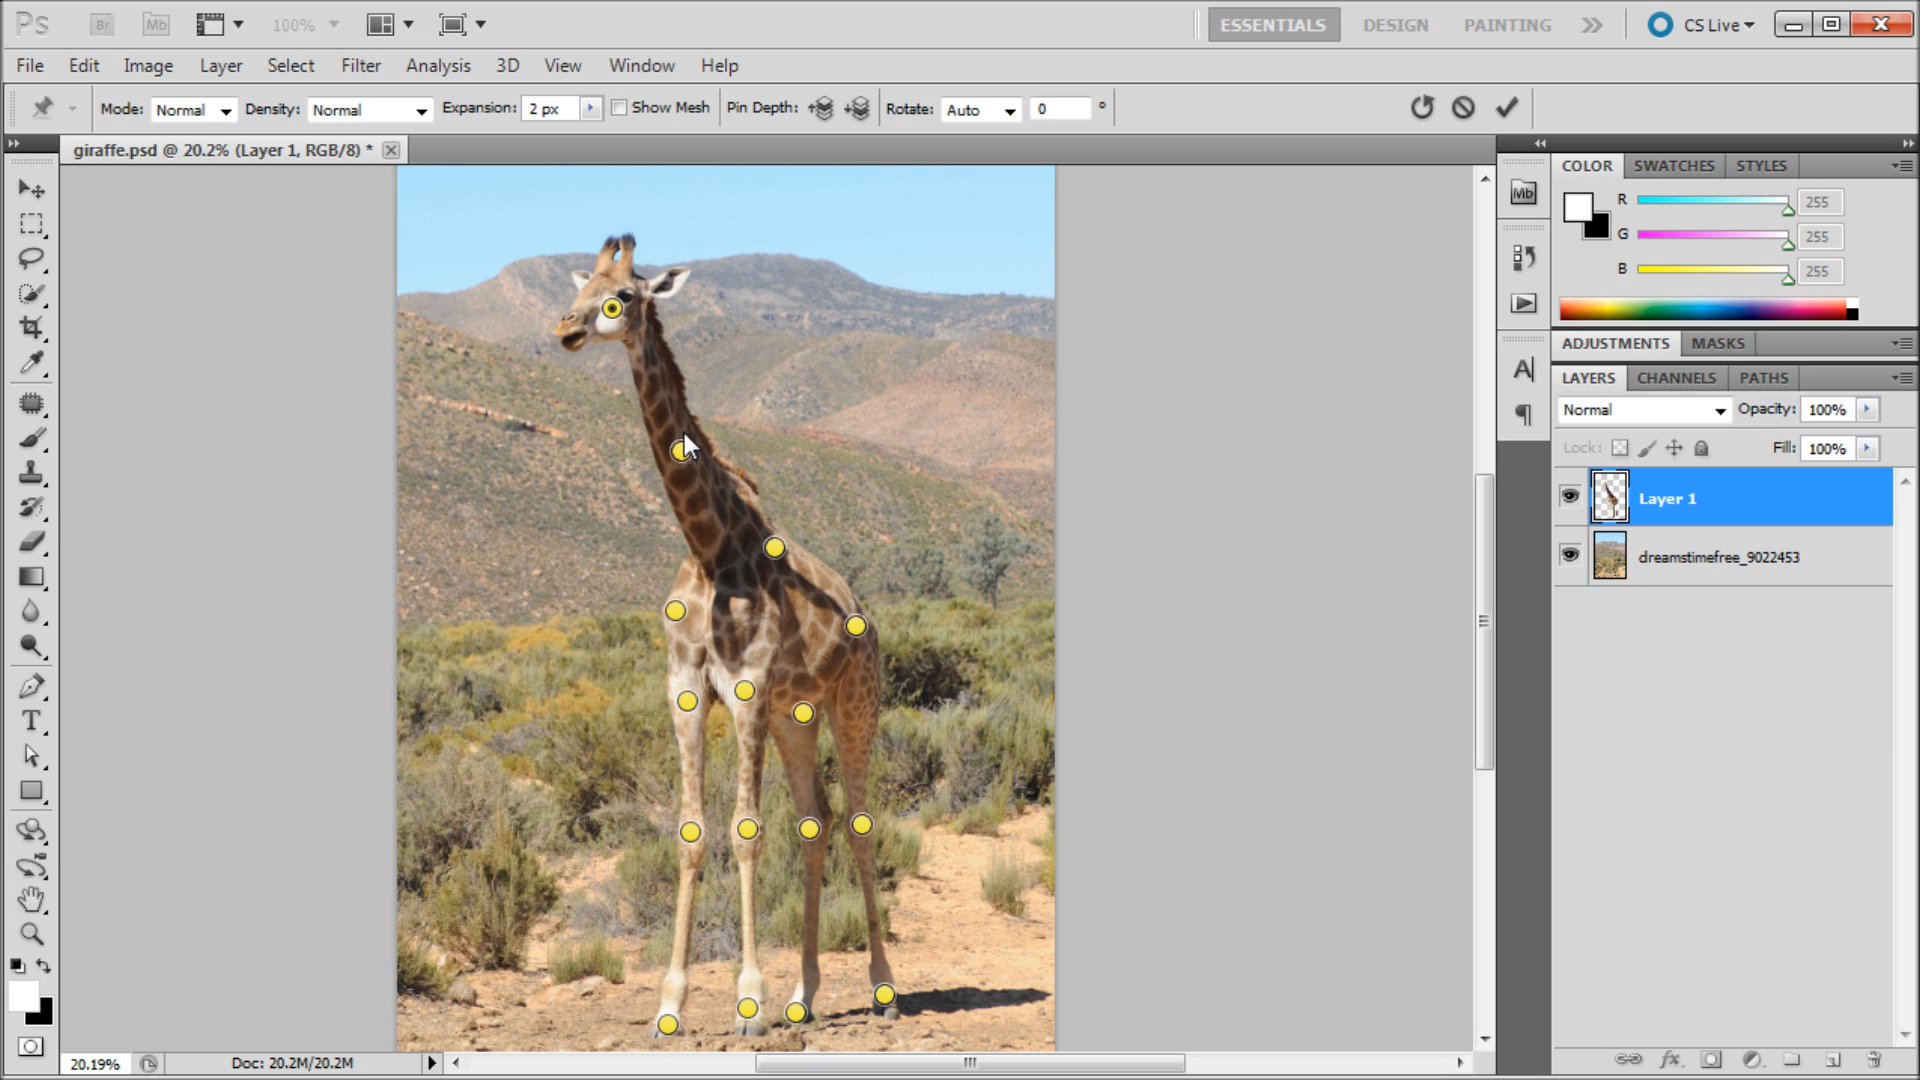 Ps Br Mb 100% ESSENTIALS DESIGN PAINTING CS Live
File Edit Image Layer Select Filter Analysis 3D View Window Help
Mode: Normal Density: Normal Expansion: 2 px Show Mesh Pin Depth: Rotate: Auto 0 °
giraffe.psd @ 20.2% (Layer 1, RGB/8) *
COLOR SWATCHES STYLES
Mb
R 255
G 255
B 255
ADJUSTMENTS MASKS
LAYERS CHANNELS PATHS
Normal Opacity: 100%
Lock: Fill: 100%
Layer 1
dreamstimefree_9022453
T
fx
20.19% Doc: 20.2M/20.2M